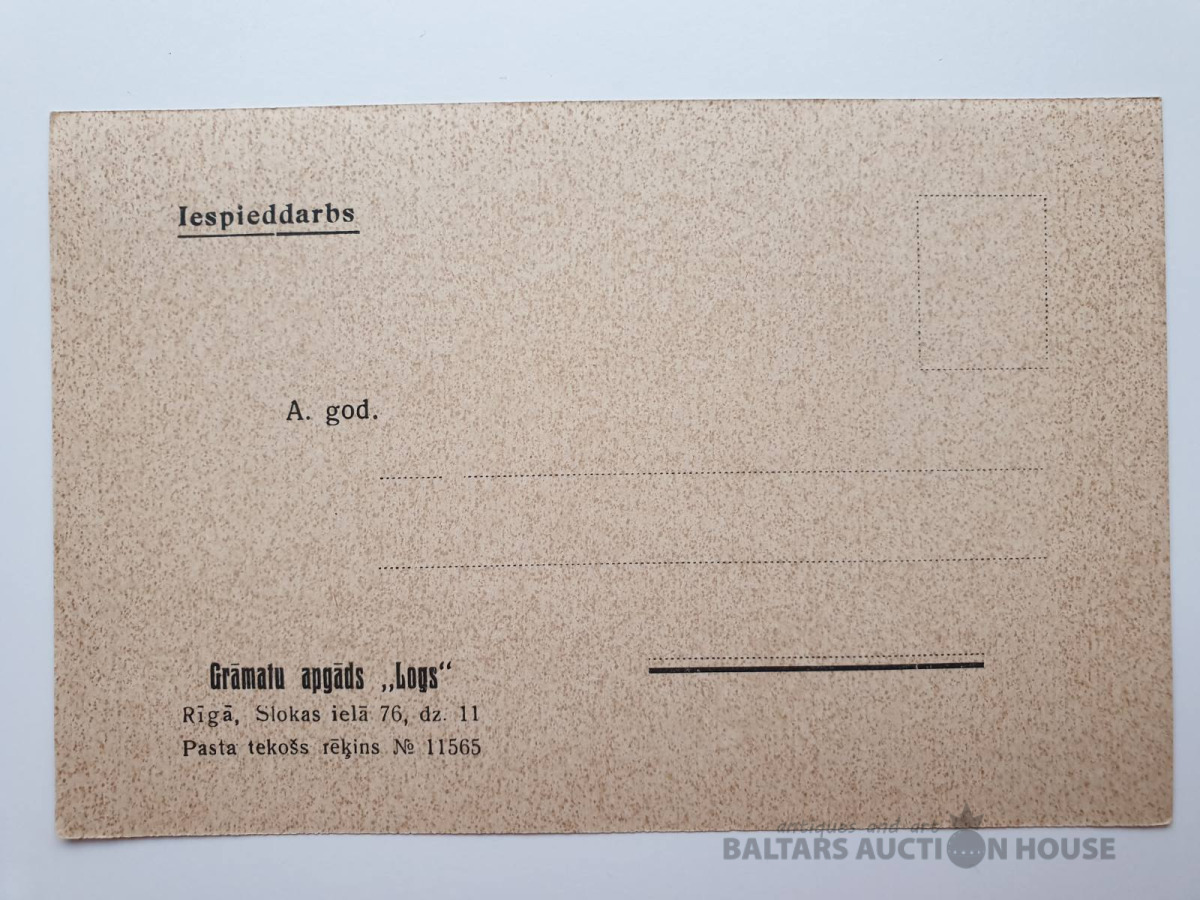 Iespieddarbs
A. god.
Grāmatu apgāds „Logs“
Rīgā, Slokas ielā 76, dz. 11
Pasta tekošs rēķins № 11565
antiques and art
BALTARS AUCTION HOUSE